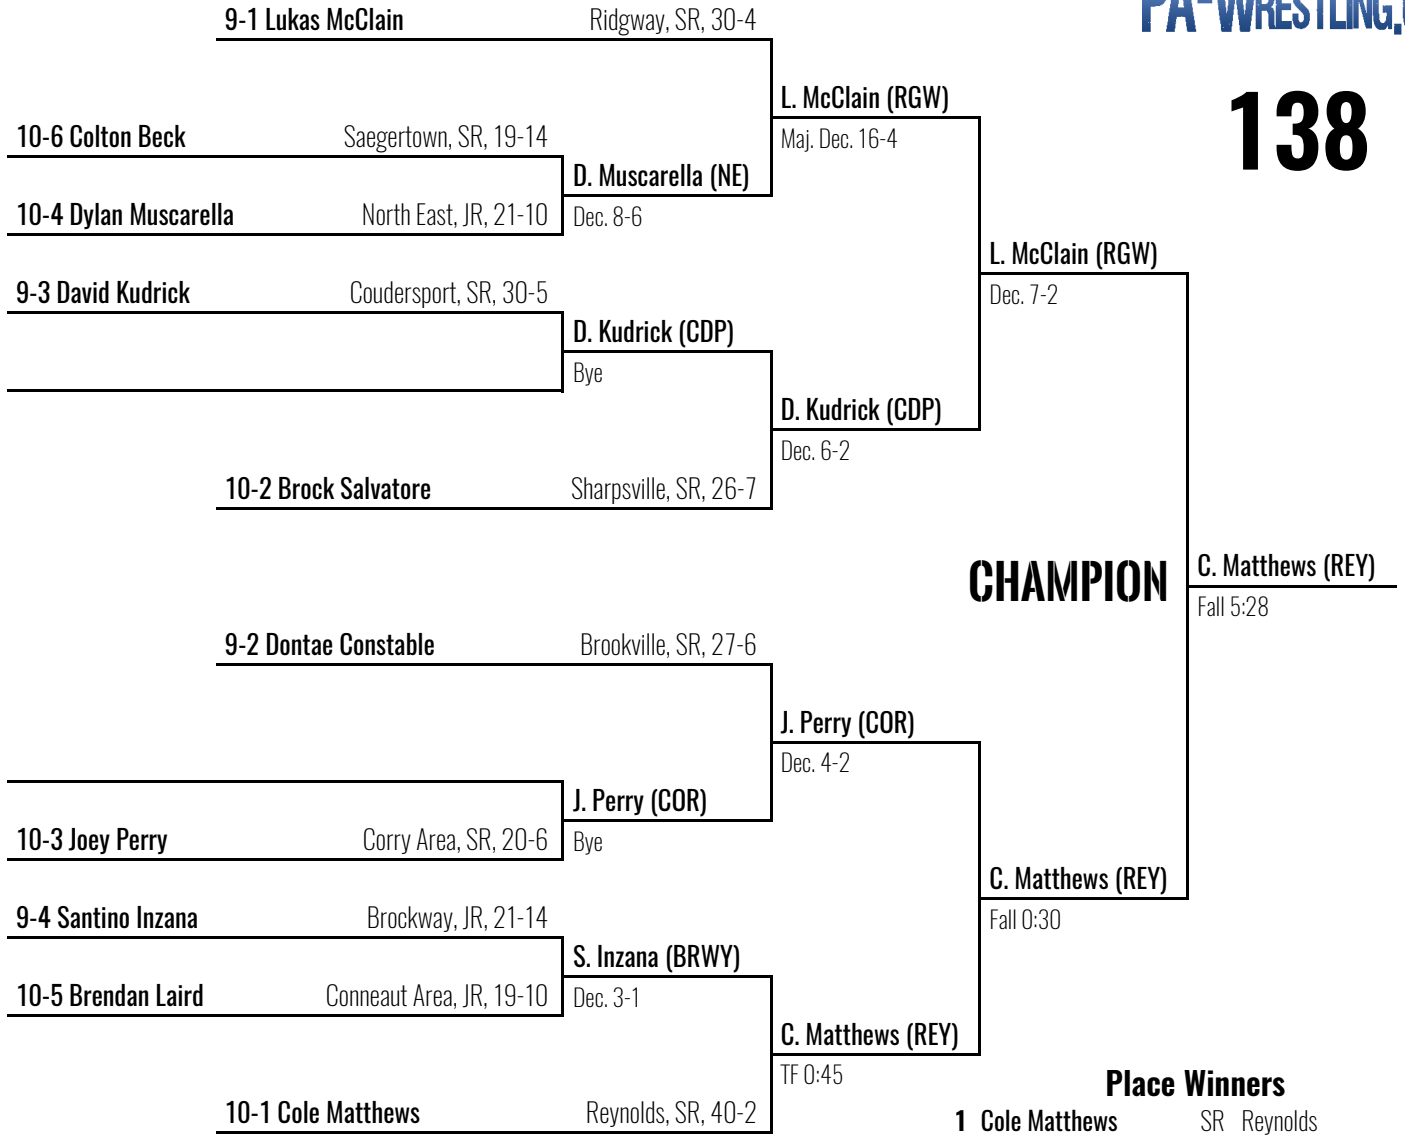 9-1 Lukas McClain Ridgway, SR, 30-4
PA-WRESTLING.
138
L. McClain (RGW)
Maj. Dec. 16-4
10-6 Colton Beck Saegertown, SR, 19-14
D. Muscarella (NE)
Dec. 8-6
10-4 Dylan Muscarella North East, JR, 21-10
L. McClain (RGW)
Dec. 7-2
9-3 David Kudrick Coudersport, SR, 30-5
D. Kudrick (CDP)
Bye
D. Kudrick (CDP)
Dec. 6-2
10-2 Brock Salvatore Sharpsville, SR, 26-7
CHAMPION
C. Matthews (REY)
Fall 5:28
9-2 Dontae Constable Brookville, SR, 27-6
J. Perry (COR)
Dec. 4-2
J. Perry (COR)
Bye
10-3 Joey Perry Corry Area, SR, 20-6
C. Matthews (REY)
Fall 0:30
9-4 Santino Inzana Brockway, JR, 21-14
S. Inzana (BRWY)
Dec. 3-1
10-5 Brendan Laird Conneaut Area, JR, 19-10
C. Matthews (REY)
TF 0:45
10-1 Cole Matthews Reynolds, SR, 40-2
Place Winners
1 Cole Matthews SR Reynolds